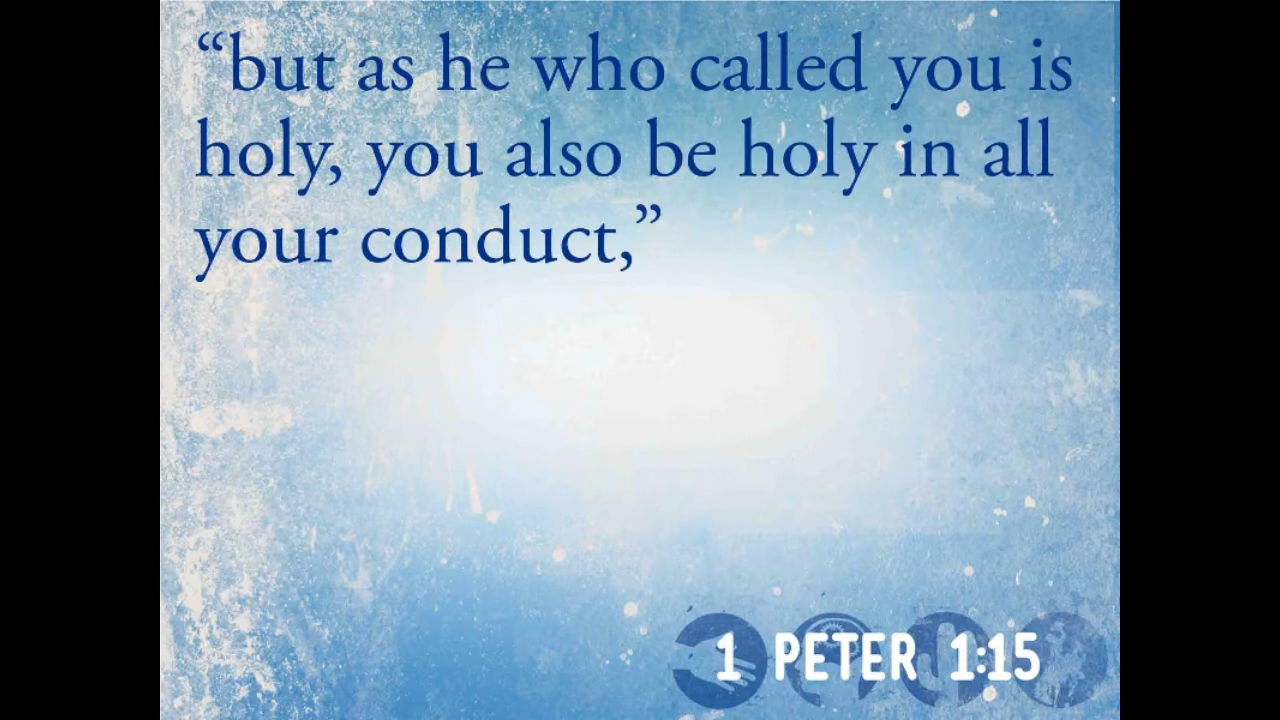 “but as he who called you is
holy, you also be holy in all
your conduct,”
1 PETER 1:15